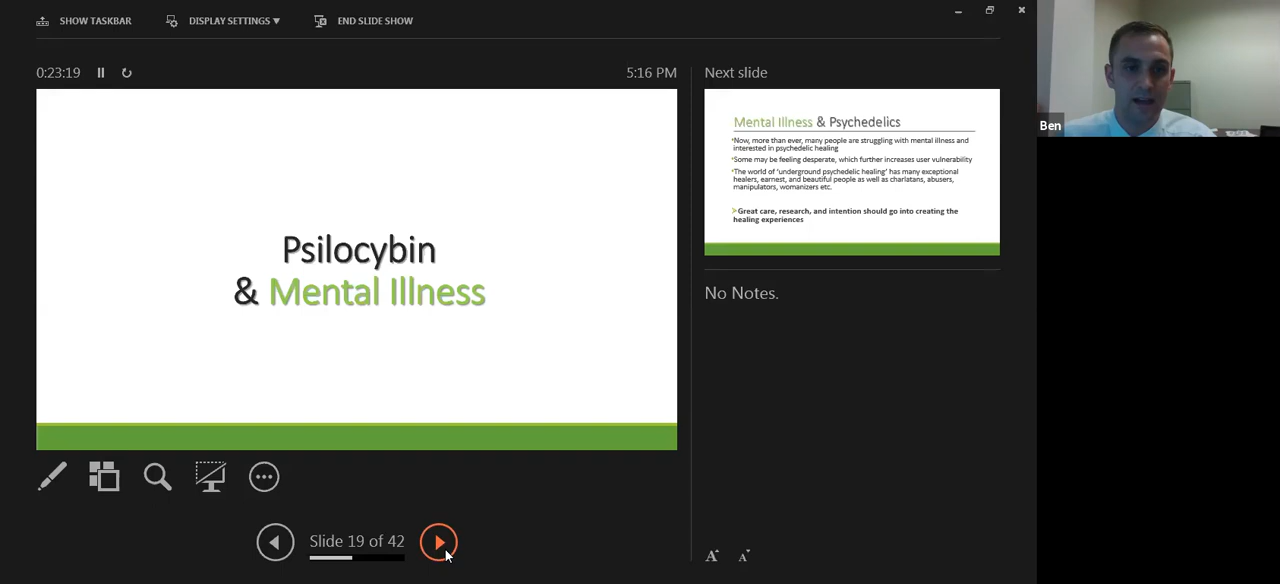 SHOW TASKBAR
DISPLAY SETTINGS ▼
END SLIDE SHOW
0:23:19
5:16 PM
Next slide
Psilocybin
& Mental Illness
Mental Illness & Psychedelics
Now, more than ever, many people are struggling with mental illness and
interested in psychedelic healing
Some may be feeling desperate, which further increases user vulnerability
The world of 'underground psychedelic healing' has many exceptional
healers, earnest, and beautiful people as well as charlatans, abusers,
manipulators, womanizers etc.
Great care, research, and intention should go into creating the
healing experiences
No Notes.
Ben
Slide 19 of 42
A A